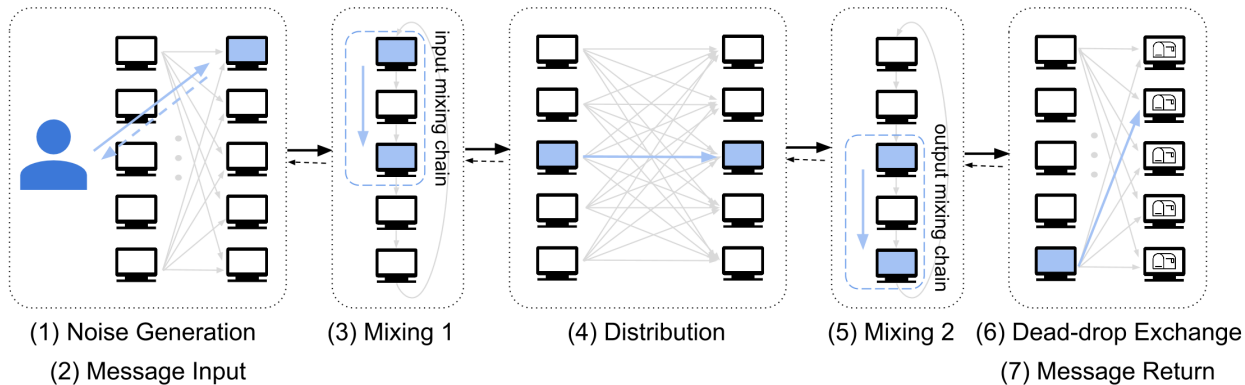 input mixing chain
output mixing chain
(1) Noise Generation
(2) Message Input
(3) Mixing 1
(4) Distribution
(5) Mixing 2
(6) Dead-drop Exchange
(7) Message Return